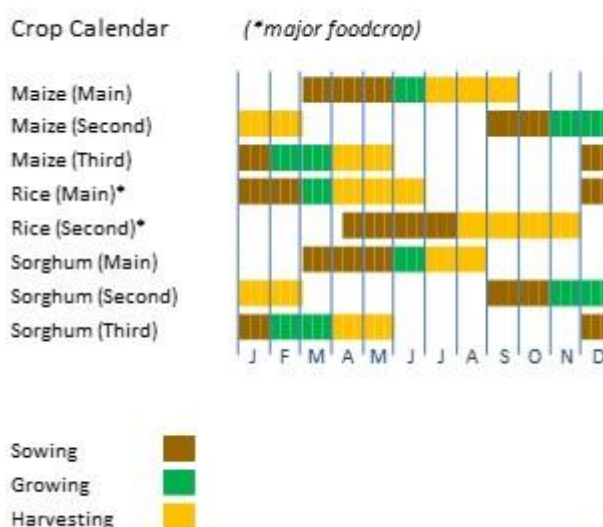 Crop Calendar (*major foodcrop)
Maize (Main)
Maize (Second)
Maize (Third)
Rice (Main)*
Rice (Second)*
Sorghum (Main)
Sorghum (Second)
Sorghum (Third)
J F M A M J J A S O N D
Sowing
Growing
Harvesting